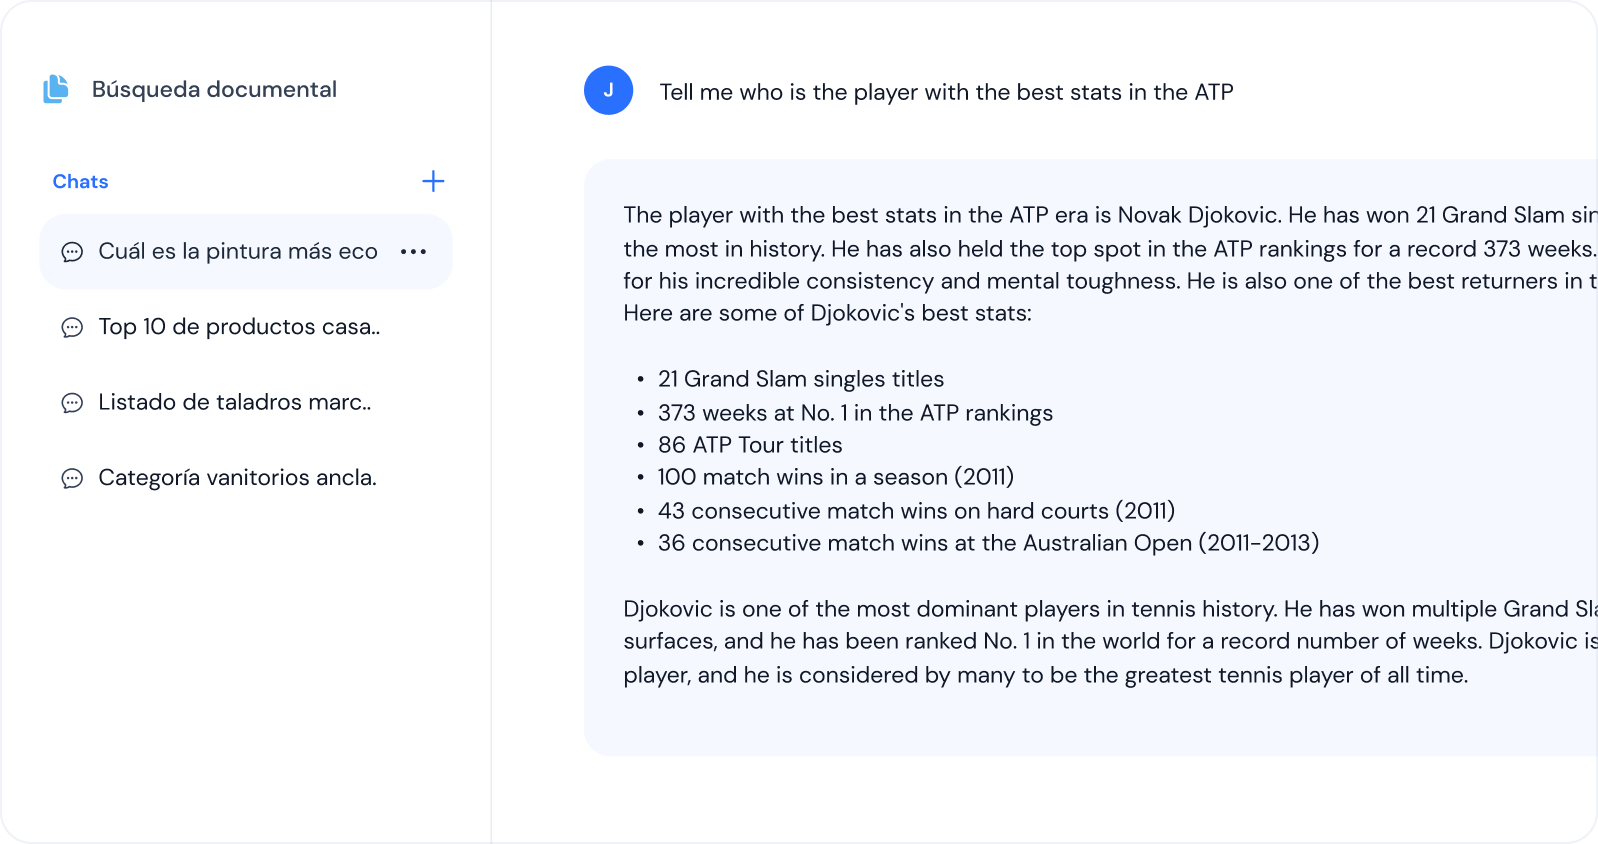 Búsqueda documental
Chats
Cuál es la pintura más eco
Top 10 de productos casa..
Listado de taladros marc..
Categoría vanitorios ancla.
J
Tell me who is the player with the best stats in the ATP
The player with the best stats in the ATP era is Novak Djokovic. He has won 21 Grand Slam sin
the most in history. He has also held the top spot in the ATP rankings for a record 373 weeks.
for his incredible consistency and mental toughness. He is also one of the best returners in t
Here are some of Djokovic's best stats:
• 21 Grand Slam singles titles
• 373 weeks at No. 1 in the ATP rankings
• 86 ATP Tour titles
• 100 match wins in a season (2011)
• 43 consecutive match wins on hard courts (2011)
• 36 consecutive match wins at the Australian Open (2011-2013)
Djokovic is one of the most dominant players in tennis history. He has won multiple Grand Sla
surfaces, and he has been ranked No. 1 in the world for a record number of weeks. Djokovic is
player, and he is considered by many to be the greatest tennis player of all time.